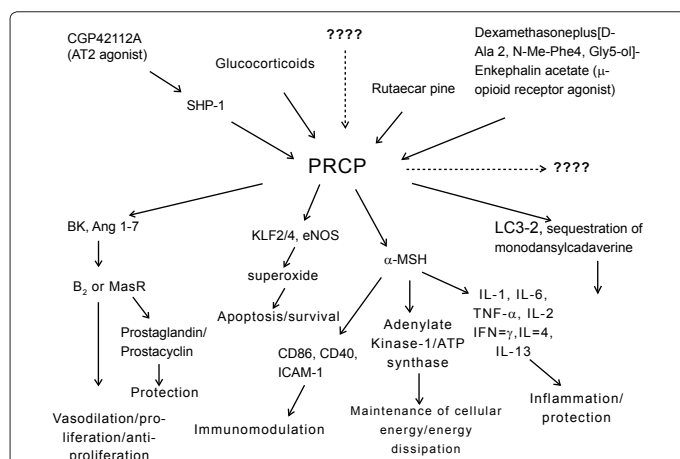 CGP42112A
(AT2 agonist)
SHP-1
Glucocorticoids
????
Rutaecar pine
Dexamethasoneplus[D-
Ala 2, N-Me-Phe4, Gly5-ol]-
Enkephalin acetate (μ-
opioid receptor agonist)
PRCP
????
BK, Ang 1-7
B2 or MasR
Prostaglandin/
Prostacyclin
Protection
Vasodilation/pro-
liferation/anti-
proliferation
KLF2/4, eNOS
superoxide
Apoptosis/survival
α-MSH
CD86, CD40,
ICAM-1
Immunomodulation
Adenylate
Kinase-1/ATP
synthase
Maintenance of cellular
energy/energy
dissipation
IL-1, IL-6,
TNF-α, IL-2
IFN=γ,IL=4,
IL-13
Inflammation/
protection
LC3-2, sequestration of
monodansylcadaverine